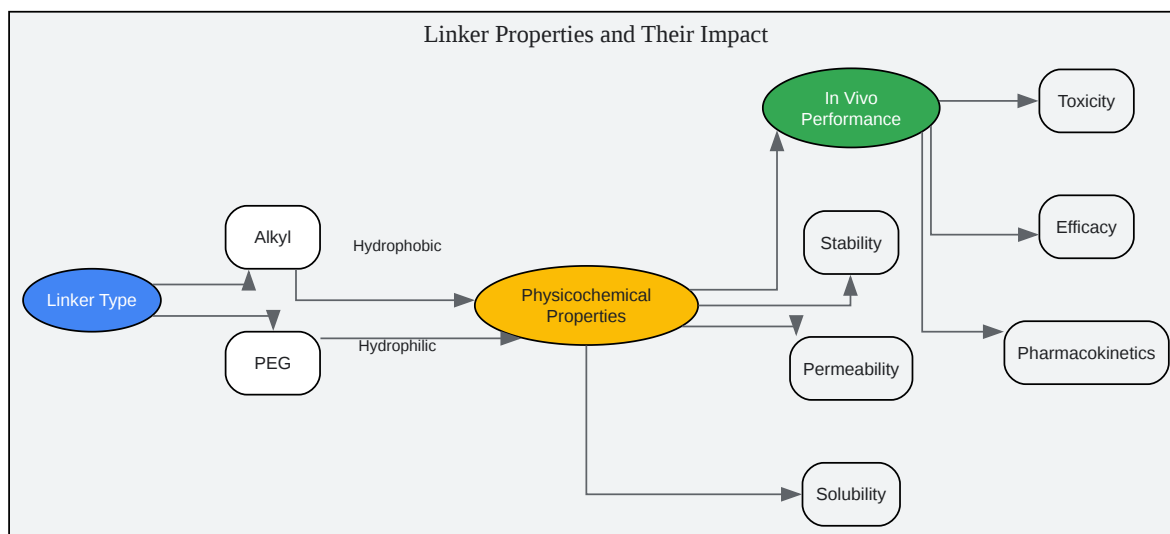 Linker Properties and Their Impact
In Vivo
Performance
Toxicity
Efficacy
Pharmacokinetics
Alkyl
Hydrophobic
Stability
Linker Type
Physicochemical
Properties
PEG
Hydrophilic
Permeability
Solubility